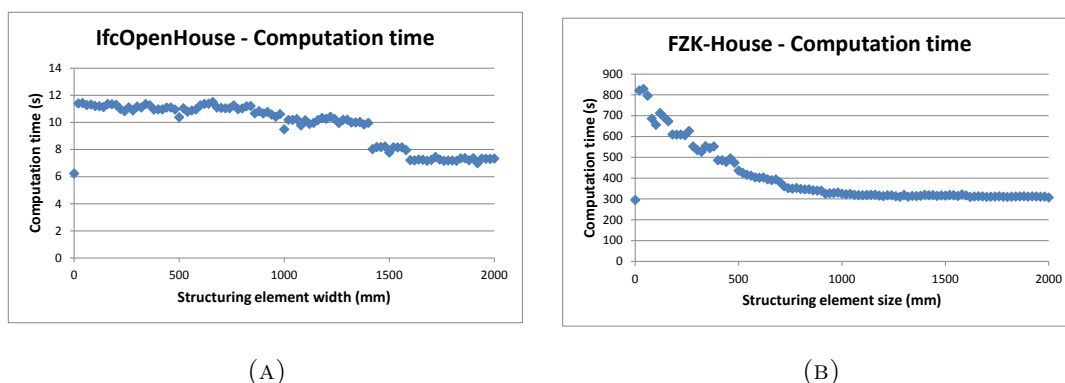 IfcOpenHouse - Computation time
Computation time (s)
14
12
10
8
6
4
2
0
0 500 1000 1500 2000
Structuring element width (mm)
(A)
FZK-House - Computation time
Computation time (s)
900
800
700
600
500
400
300
200
100
0
0 500 1000 1500 2000
Structuring element size (mm)
(B)